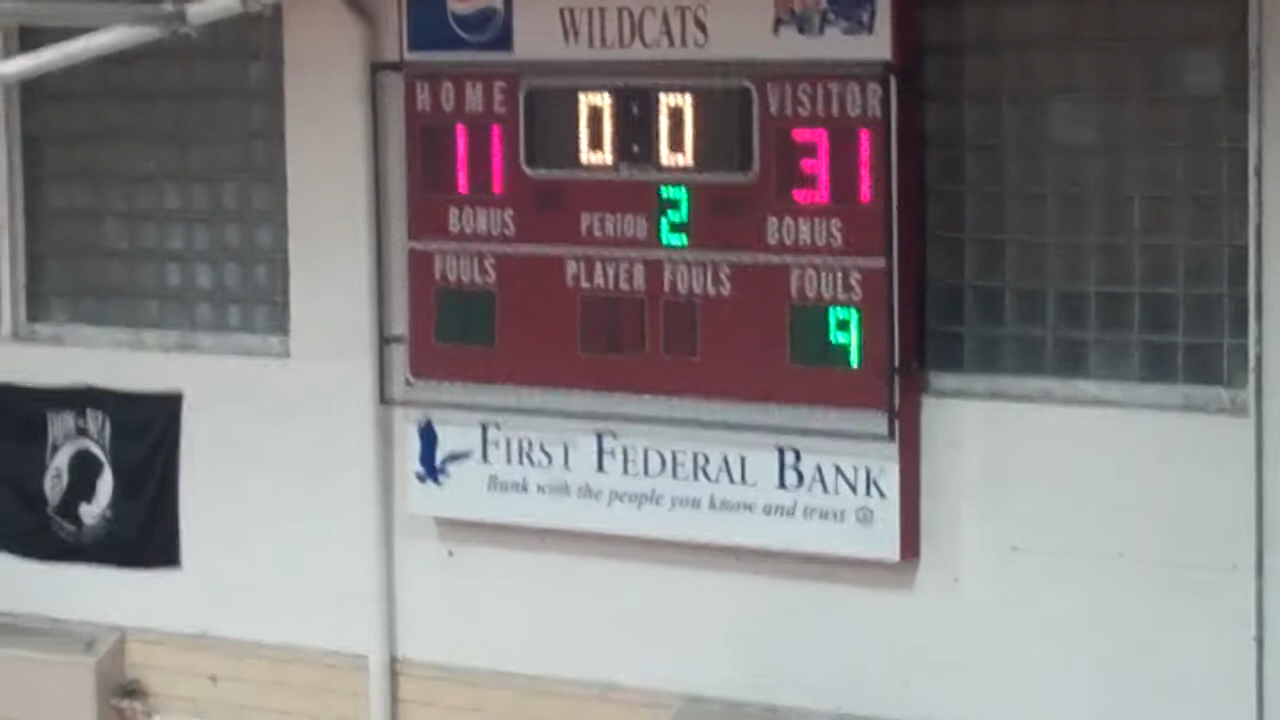 WILDCATS
HOME 0:0 VISITOR
11 31
BONUS PERIOD 2 BONUS
FOULS PLAYER FOULS FOULS
9
FIRST FEDERAL BANK
Bank with the people you know and trust